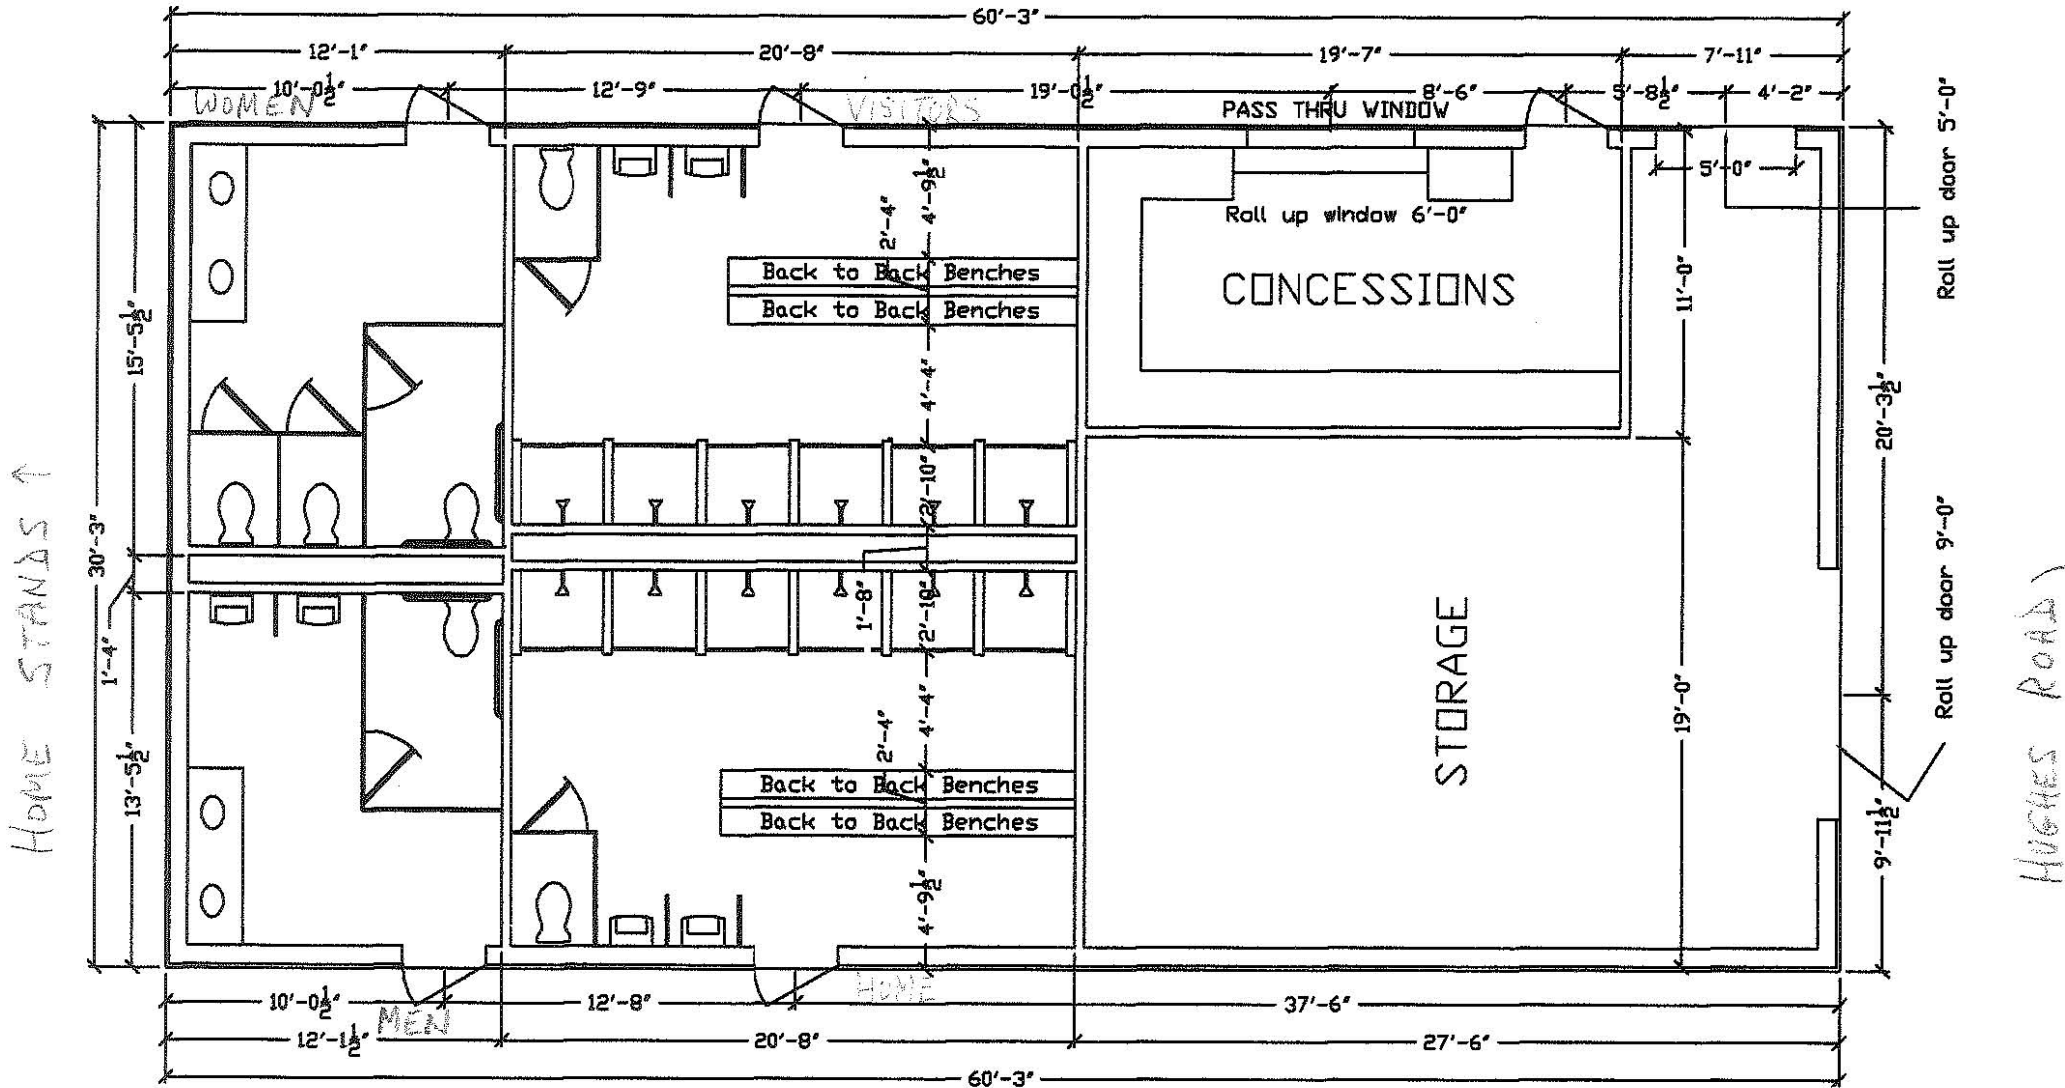 60'-3"
12'-1" 20'-8" 19'-7" 7'-11"
10'-0½" 12'-9" 19'-0½" 8'-6" 5'-8½" 4'-2"
WOMEN VISITORS PASS THRU WINDOW
5'-0"
Roll up door 5'-0"
4'-9½"
2'-4"
Roll up window 6'-0"
Back to Back Benches
Back to Back Benches
CONCESSIONS
11'-0"
15'-5½"
4'-4"
20'-3½"
HOME STANDS ↑
30'-3"
2'-10"
1'-8"
2'-10"
1'-4"
STORAGE
19'-0"
Roll up door 9'-0"
HUGHES ROAD)
4'-4"
2'-4"
13'-5½"
Back to Back Benches
Back to Back Benches
9'-11½"
4'-9½"
HOME
10'-0½" 12'-8" 37'-6"
MEN
12'-1½" 20'-8" 27'-6"
60'-3"